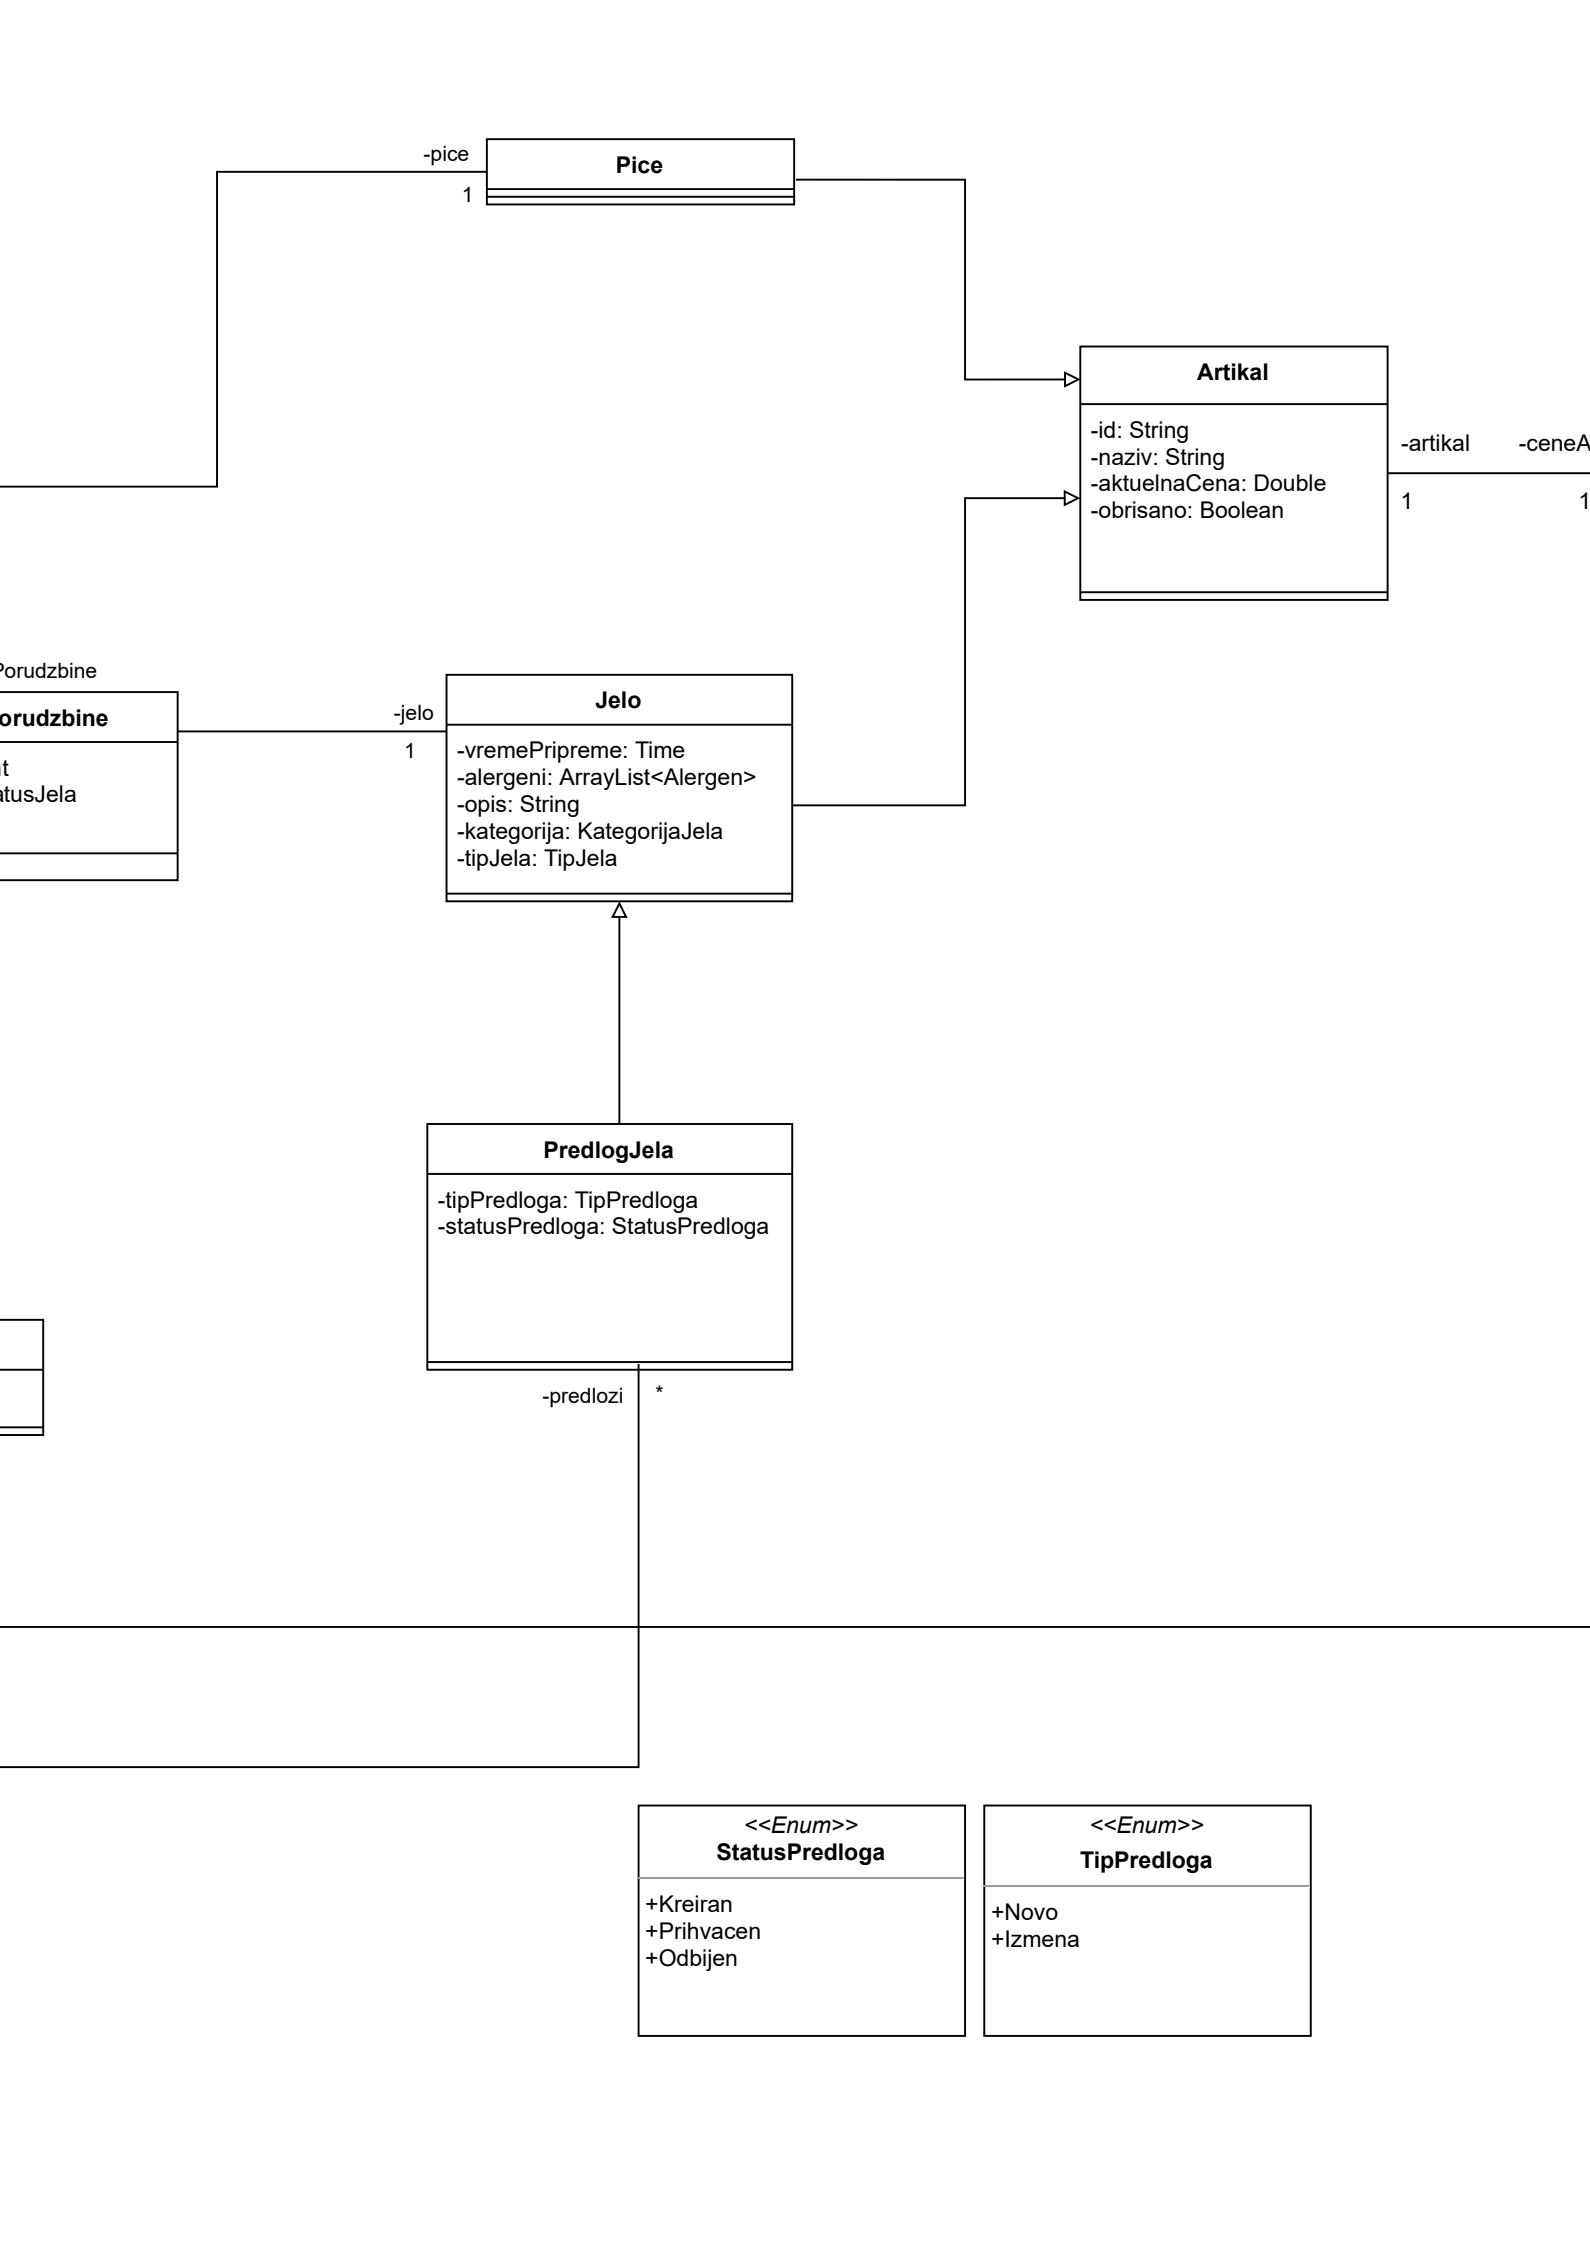 -pice
Pice
1
Artikal
-id: String
-naziv: String
-aktuelnaCena: Double
-obrisano: Boolean
-artikal
-ceneA
1
1
Porudzbine
orudzbine
atusJela
-jelo
1
Jelo
-vremePripreme: Time
-alergeni: ArrayList<Alergen>
-opis: String
-kategorija: KategorijaJela
-tipJela: TipJela
PredlogJela
-tipPredloga: TipPredloga
-statusPredloga: StatusPredloga
-predlozi
*
<<Enum>>
StatusPredloga
+Kreiran
+Prihvacen
+Odbijen
<<Enum>>
TipPredloga
+Novo
+Izmena